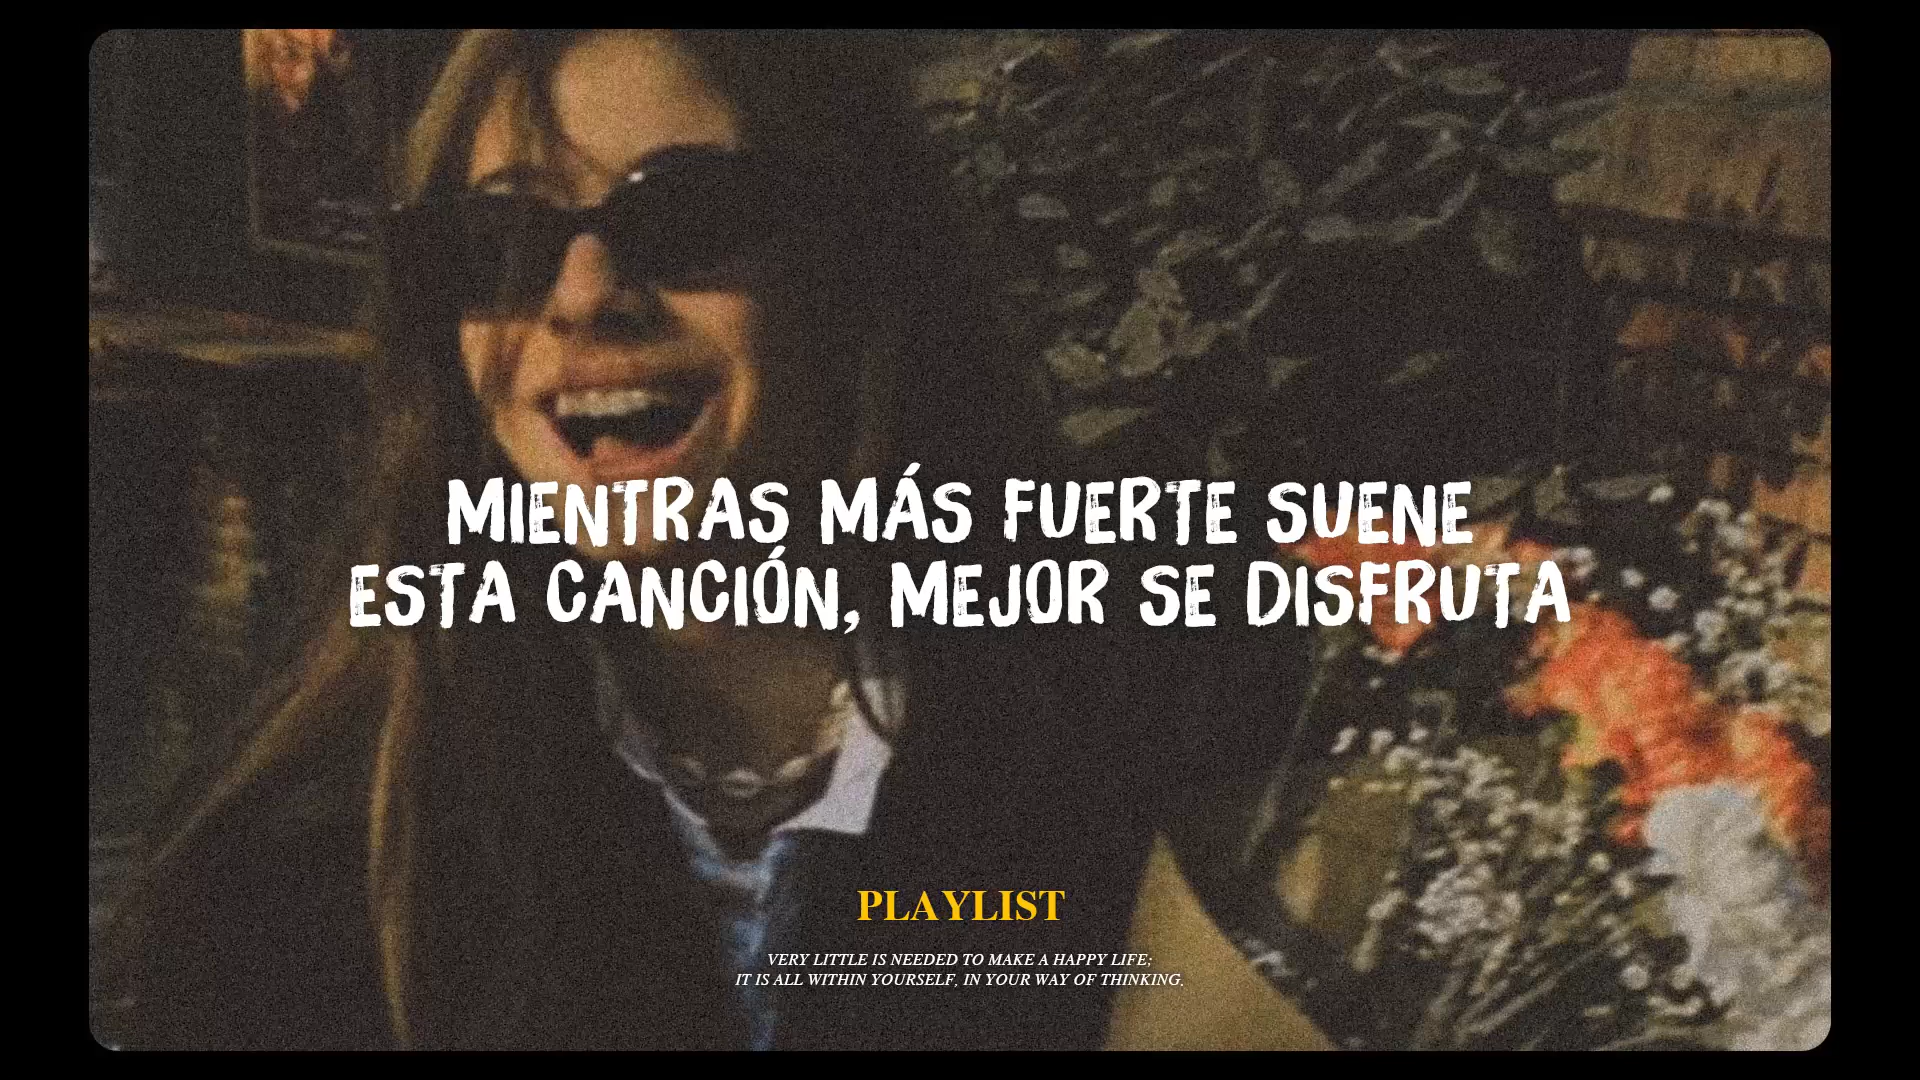 MIENTRAS MÁS FUERTE SUENE
ESTA CANCIÓN, MEJOR SE DISFRUTA
PLAYLIST
VERY LITTLE IS NEEDED TO MAKE A HAPPY LIFE;
IT IS ALL WITHIN YOURSELF, IN YOUR WAY OF THINKING.